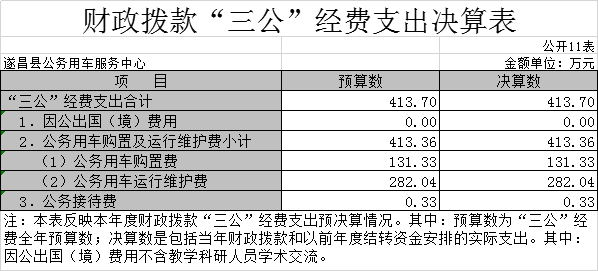 财政拨款“三公”经费支出决算表
公开11表
遂昌县公务用车服务中心 金额单位：万元
项 目 预算数 决算数
“三公”经费支出合计 413.70 413.70
1．因公出国（境）费用 0.00 0.00
2．公务用车购置及运行维护费小计 413.36 413.36
（1）公务用车购置费 131.33 131.33
（2）公务用车运行维护费 282.04 282.04
3．公务接待费 0.33 0.33
注：本表反映本年度财政拨款“三公”经费支出预决算情况。其中：预算数为“三公”经
费全年预算数；决算数是包括当年财政拨款和以前年度结转资金安排的实际支出。其中：
因公出国（境）费用不含教学科研人员学术交流。